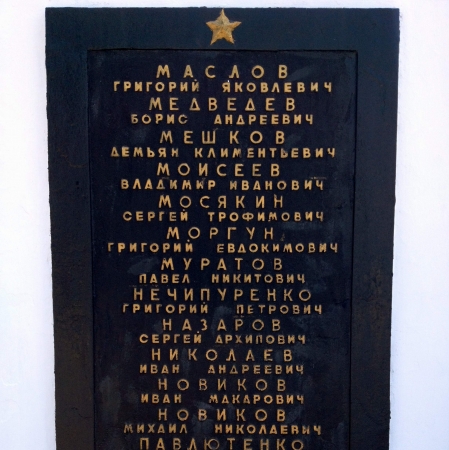 МАСЛОВ
ГРИГОРИЙ ЯКОВЛЕВИЧ
МЕДВЕДЕВ
БОРИС АНДРЕЕВИЧ
МЕШКОВ
ДЕМЬЯН КЛИМЕНТЬЕВИЧ
МОИСЕЕВ
ВЛАДИМИР ИВАНОВИЧ
МОСЯКИН
СЕРГЕЙ ТРОФИМОВИЧ
МОРГУН
ГРИГОРИЙ ЕВДОКИМОВИЧ
МУРАТОВ
ПАВЕЛ НИКИТОВИЧ
НЕЧИПУРЕНКО
ГРИГОРИЙ ПЕТРОВИЧ
НАЗАРОВ
СЕРГЕЙ АРХИПОВИЧ
НИКОЛАЕВ
ИВАН АНДРЕЕВИЧ
НОВИКОВ
ИВАН МАКАРОВИЧ
НОВИКОВ
МИХАИЛ НИКОЛАЕВИЧ
ПАВЛЮТЕНКО